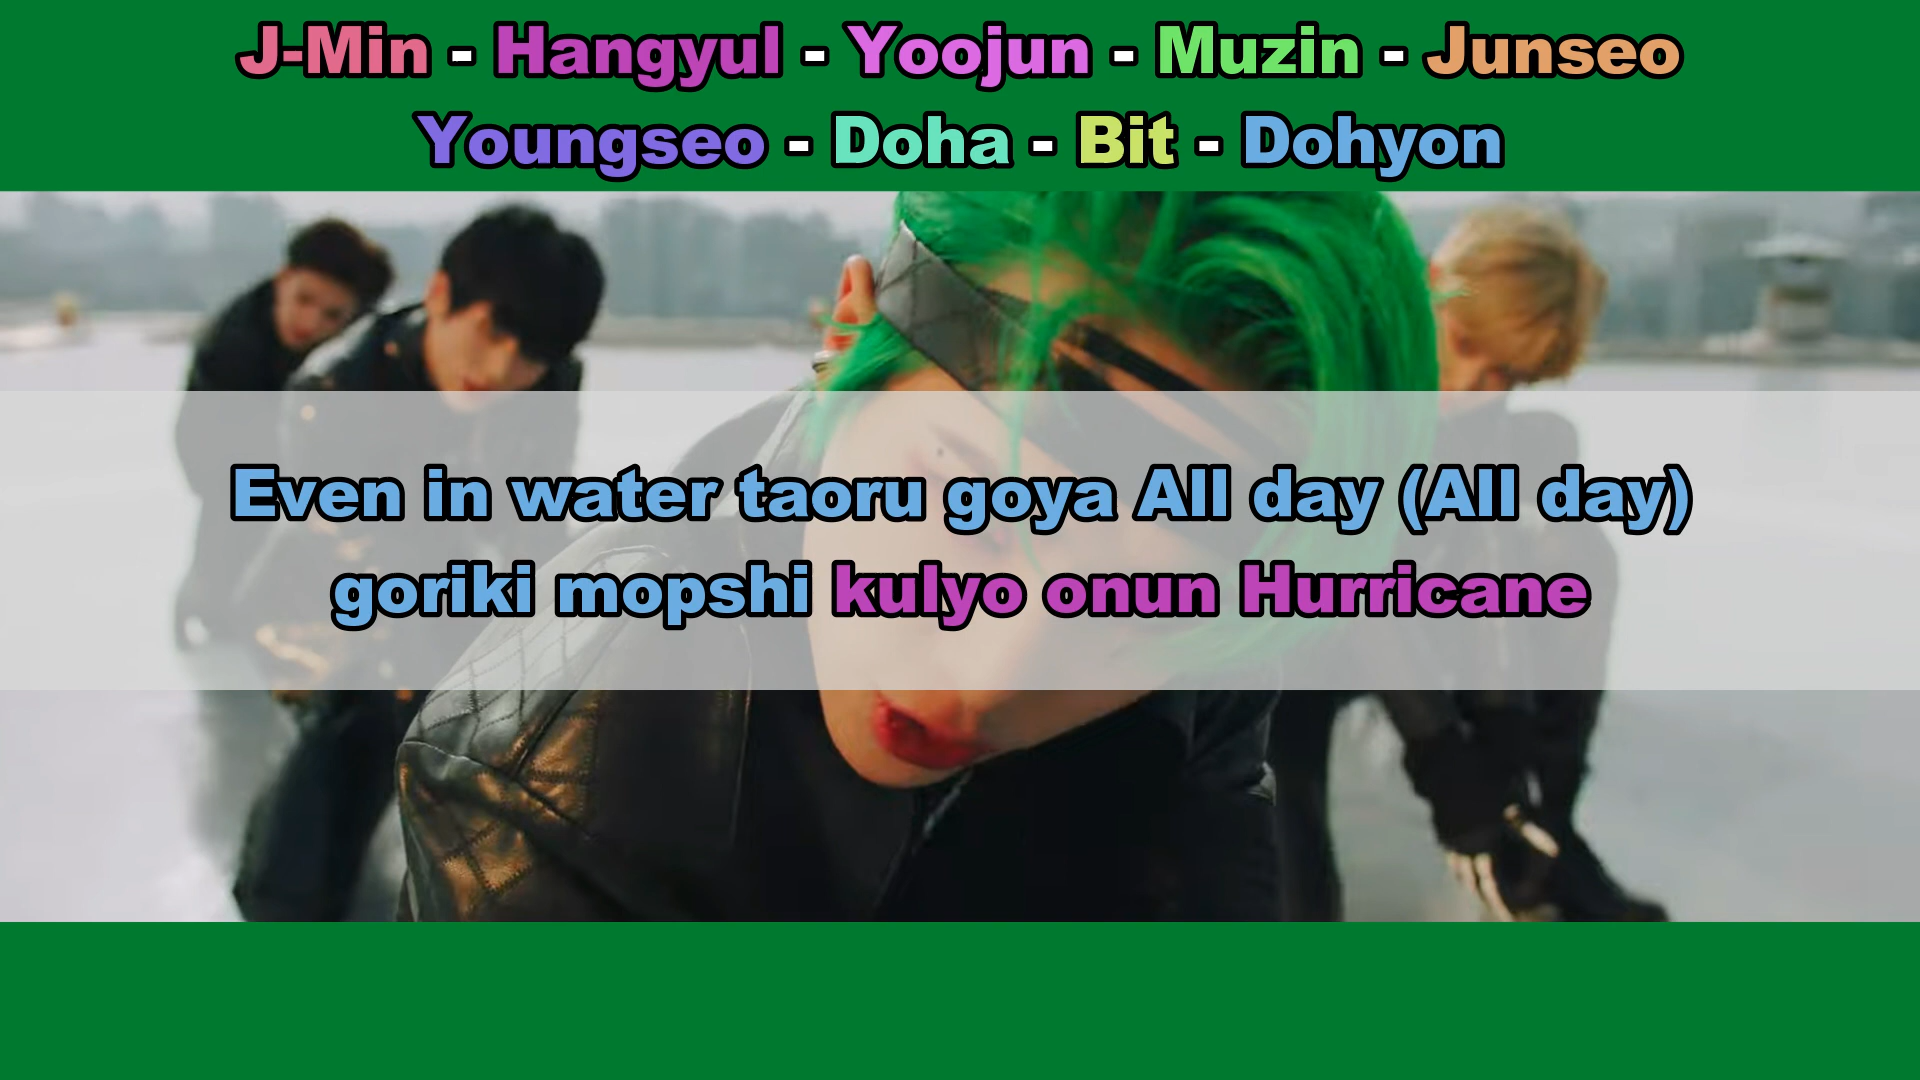 J-Min - Hangyul - Yoojun - Muzin - Junseo
Youngseo - Doha - Bit - Dohyon
Even in water taoru goya All day (All day)
goriki mopshi kulyo onun Hurricane